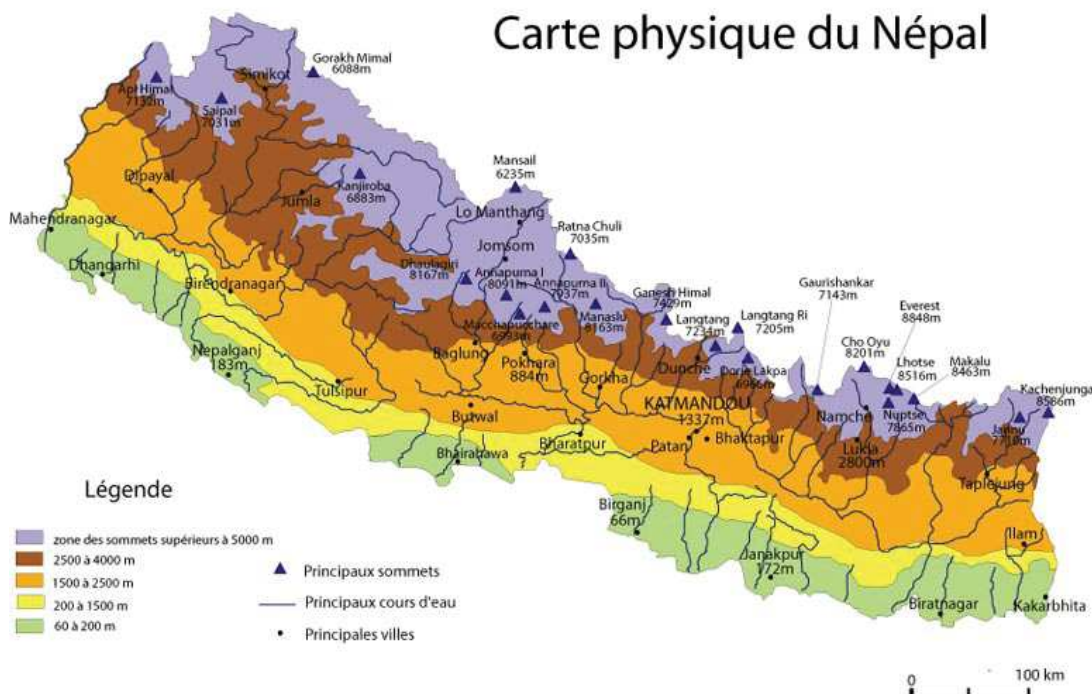 Carte physique du Népal
Gorakh Mimal
6088m
Simikot
Api Himal
7132m
Saipal
7031m
Mansail
6235m
Dipayal
Kanjiroba
6883m
Jumla
Lo Manthang
Mahendranagar
Ratna Chuli
7035m
Jomsom
Dhangarhi
Dhaulagiri
8167m
Annapurna I
8091m
Annapurna II
7937m
Gaurishankar
7143m
Birendranagar
Ganesh Himal
7429m
Everest
8848m
Manaslu
8163m
Langtang
7234m
Langtang Ri
7205m
Macchapucchare
6993m
Cho Oyu
8201m
Lhotse
8516m
Makalu
8463m
Baglung
Nepalganj
183m
Pokhara
884m
Dunche
Dorje Lakpa
6966m
Kachenjunga
8586m
Tulsipur
Gorkha
KATMANDOU
1337m
Namche
Nuptse
7865m
Butwal
Jannu
7710m
Bharatpur
Patan
Bhaktapur
Lukla
2800m
Bhairahawa
Taplejung
Légende
Birganj
66m
Ilam
zone des sommets supérieurs à 5000 m
2500 à 4000 m
1500 à 2500 m
200 à 1500 m
60 à 200 m
Principaux sommets
Principaux cours d'eau
Principales villes
Janakpur
172m
Biratnagar
Kakarbhita
0
100 km